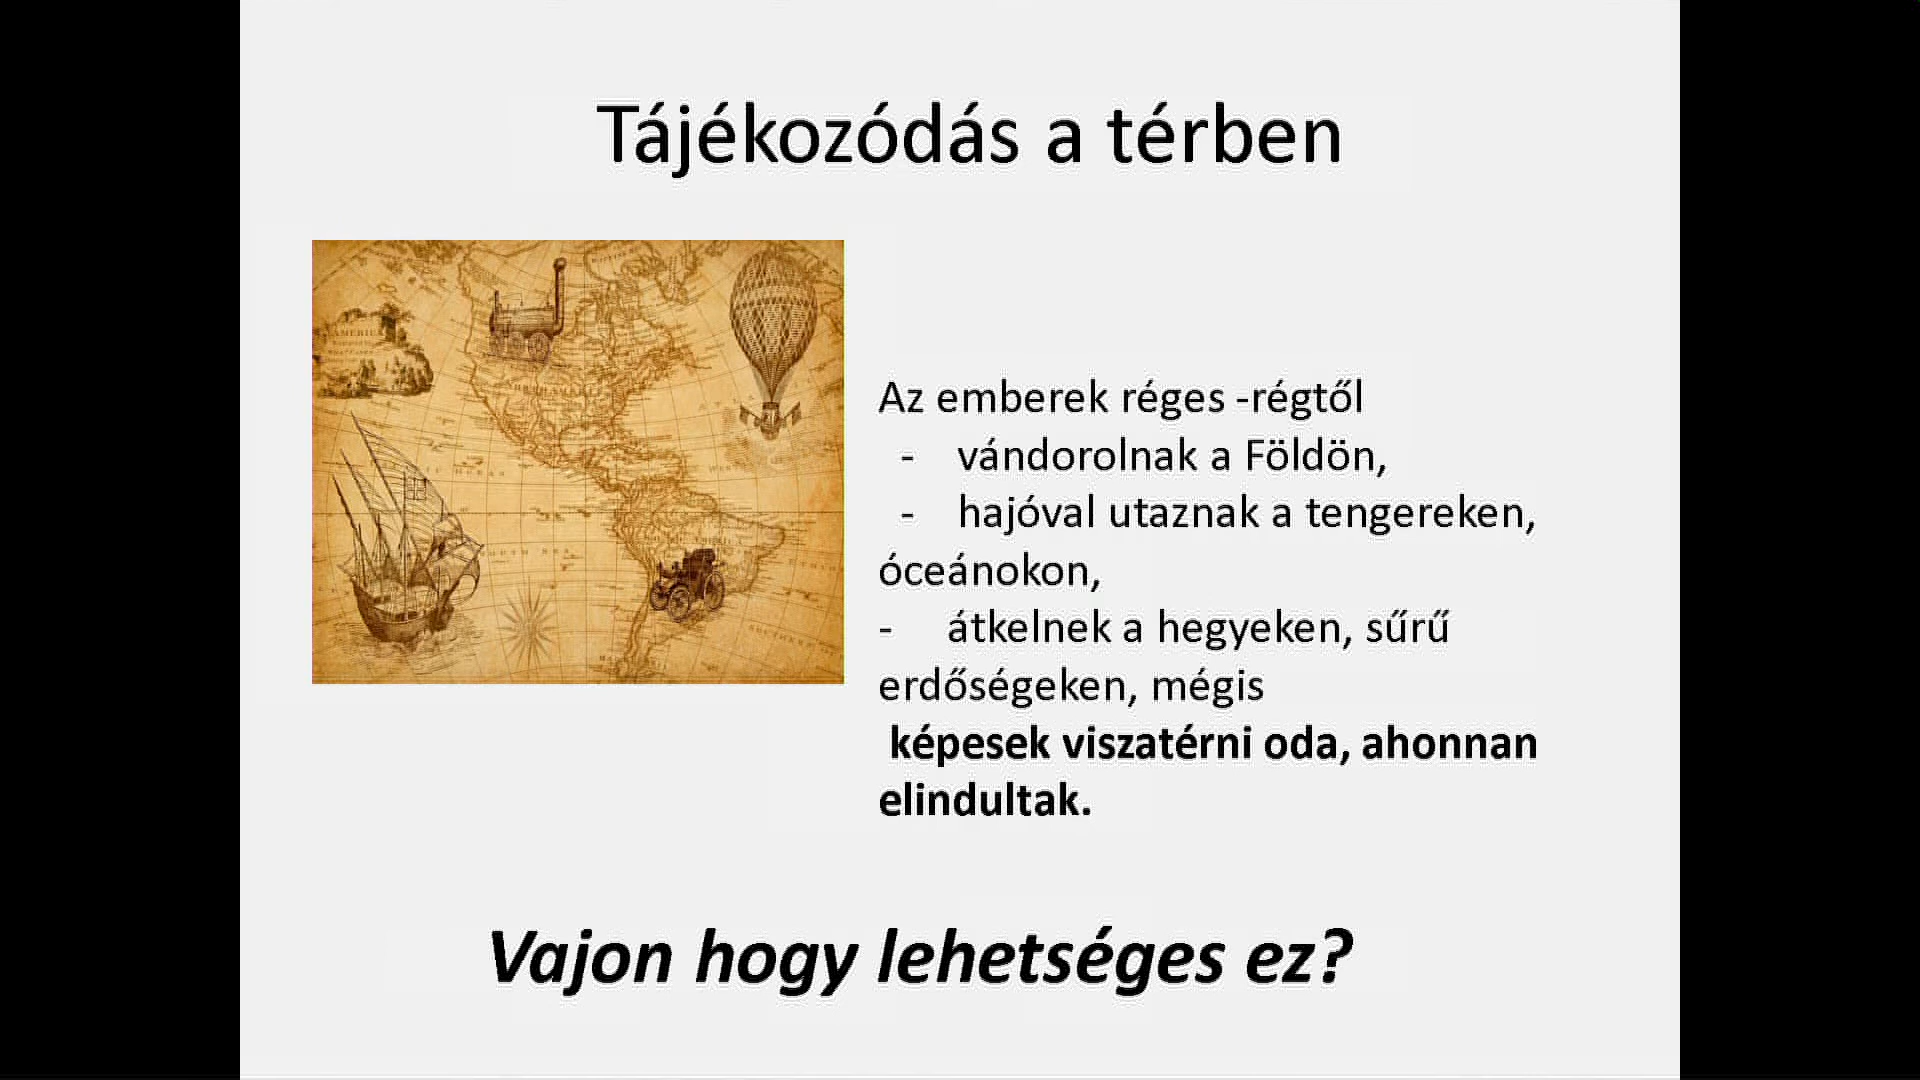 Tájékozódás a térben
Az emberek réges -régtől
- vándorolnak a Földön,
- hajóval utaznak a tengereken,
óceánokon,
- átkelnek a hegyeken, sűrű
erdőségeken, mégis
képesek viszatérni oda, ahonnan
elindultak.
Vajon hogy lehetséges ez?